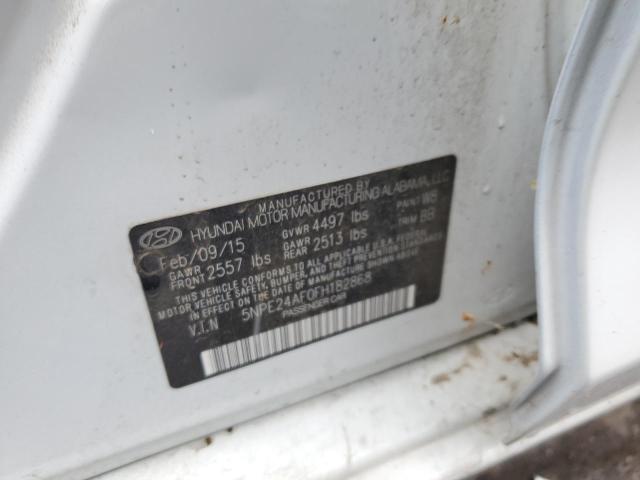 MANUFACTURED BY
HYUNDAI MOTOR MANUFACTURING ALABAMA, LLC
Feb/09/15 GVWR 4497 lbs PAINT W8
GAWR FRONT 2557 lbs GAWR REAR 2513 lbs TRIM BB
THIS VEHICLE CONFORMS TO ALL APPLICABLE U.S.A. FEDERAL
MOTOR VEHICLE SAFETY, BUMPER, AND THEFT PREVENTION STANDARDS
IN EFFECT ON THE DATE OF MANUFACTURE SHOWN ABOVE
V.I.N 5NPE24AF0FH182868
PASSENGER CAR